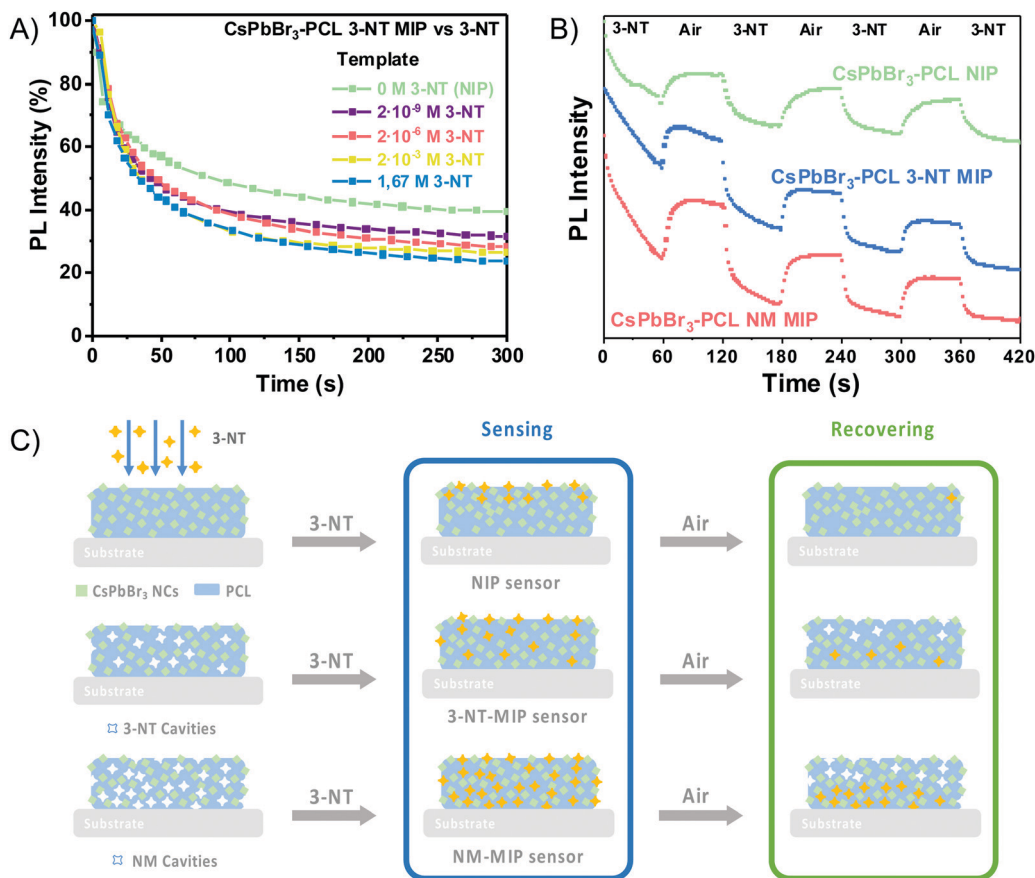 A)
CsPbBr₃-PCL 3-NT MIP vs 3-NT
Template
0 M 3-NT (NIP)
2·10⁻⁹ M 3-NT
2·10⁻⁶ M 3-NT
2·10⁻³ M 3-NT
1,67 M 3-NT
PL Intensity (%)
100
80
60
40
20
0
0 50 100 150 200 250 300
Time (s)
B)
3-NT Air 3-NT Air 3-NT Air 3-NT
CsPbBr₃-PCL NIP
CsPbBr₃-PCL 3-NT MIP
CsPbBr₃-PCL NM MIP
PL Intensity
0 60 120 180 240 300 360 420
Time (s)
C)
3-NT
Sensing
Recovering
Substrate
3-NT
Air
NIP sensor
CsPbBr₃ NCs PCL
Substrate
3-NT
Air
3-NT Cavities
3-NT-MIP sensor
Substrate
3-NT
Air
NM Cavities
NM-MIP sensor